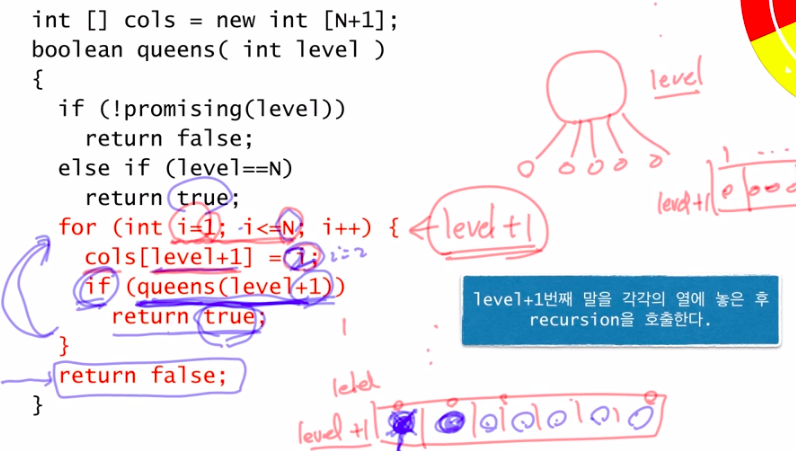 int [] cols = new int [N+1];
boolean queens( int level )
{
if (!promising(level))
return false;
else if (level==N)
return true;
for (int i=1; i<=N; i++) {
cols[level+1] = i;
if (queens(level+1))
return true;
}
return false;
}
level
1 ...
level+1
level+1
i=2
level+1번째 말을 각각의 열에 놓은 후
recursion을 호출한다.
1
level
level+1